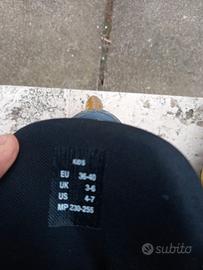 KIDS
EU 36-40
UK 3-6
US 4-7
MP 230-255
subito